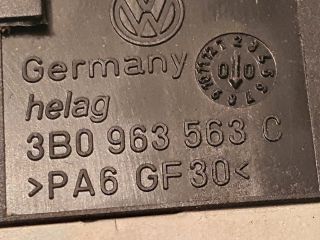 Germany
helag
3B0 963 563 C
>PA6 GF30<